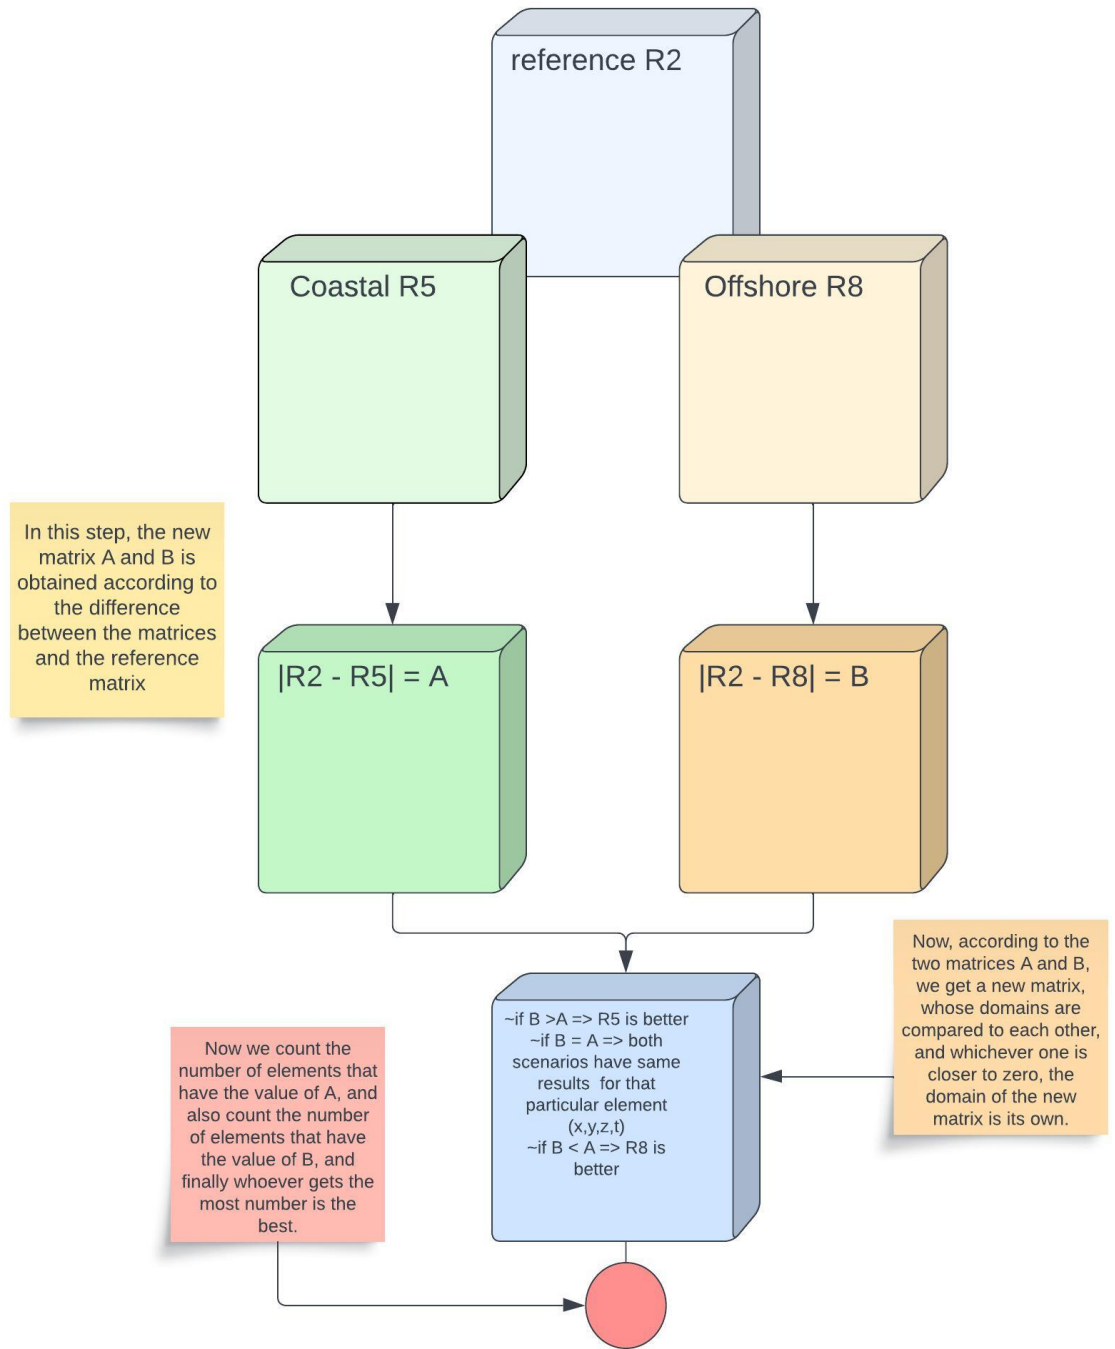 reference R2
Coastal R5
Offshore R8
In this step, the new
matrix A and B is
obtained according to
the difference
between the matrices
and the reference
matrix
|R2 - R5| = A
|R2 - R8| = B
Now, according to the
two matrices A and B,
we get a new matrix,
whose domains are
compared to each other,
and whichever one is
closer to zero, the
domain of the new
matrix is its own.
~if B >A => R5 is better
~if B = A => both
scenarios have same
results for that
particular element
(x,y,z,t)
~if B < A => R8 is
better
Now we count the
number of elements that
have the value of A, and
also count the number
of elements that have
the value of B, and
finally whoever gets the
most number is the
best.